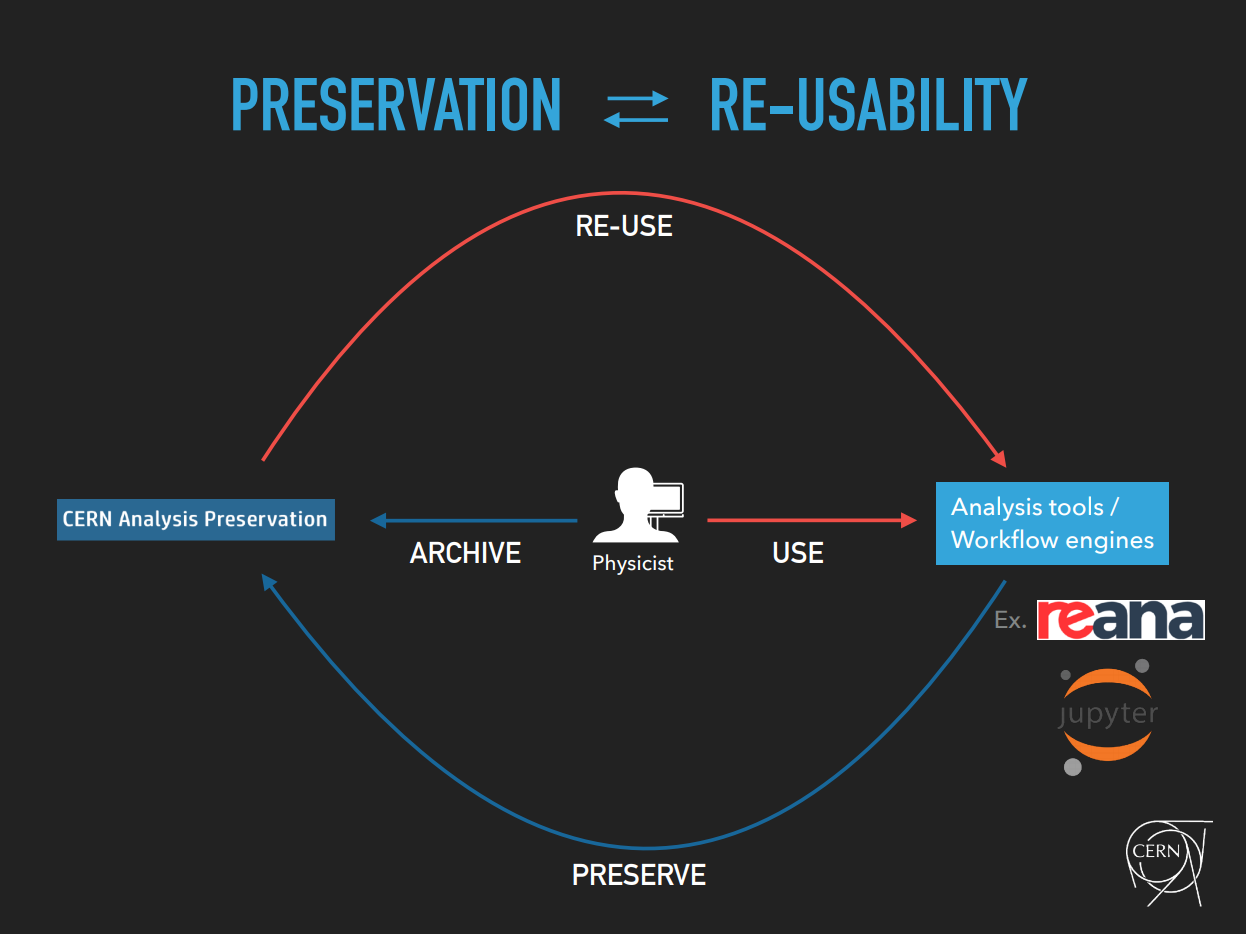 PRESERVATION RE-USABILITY
RE-USE
CERN Analysis Preservation
ARCHIVE
Physicist
USE
Analysis tools /
Workflow engines
Ex. reana
jupyter
PRESERVE
CERN